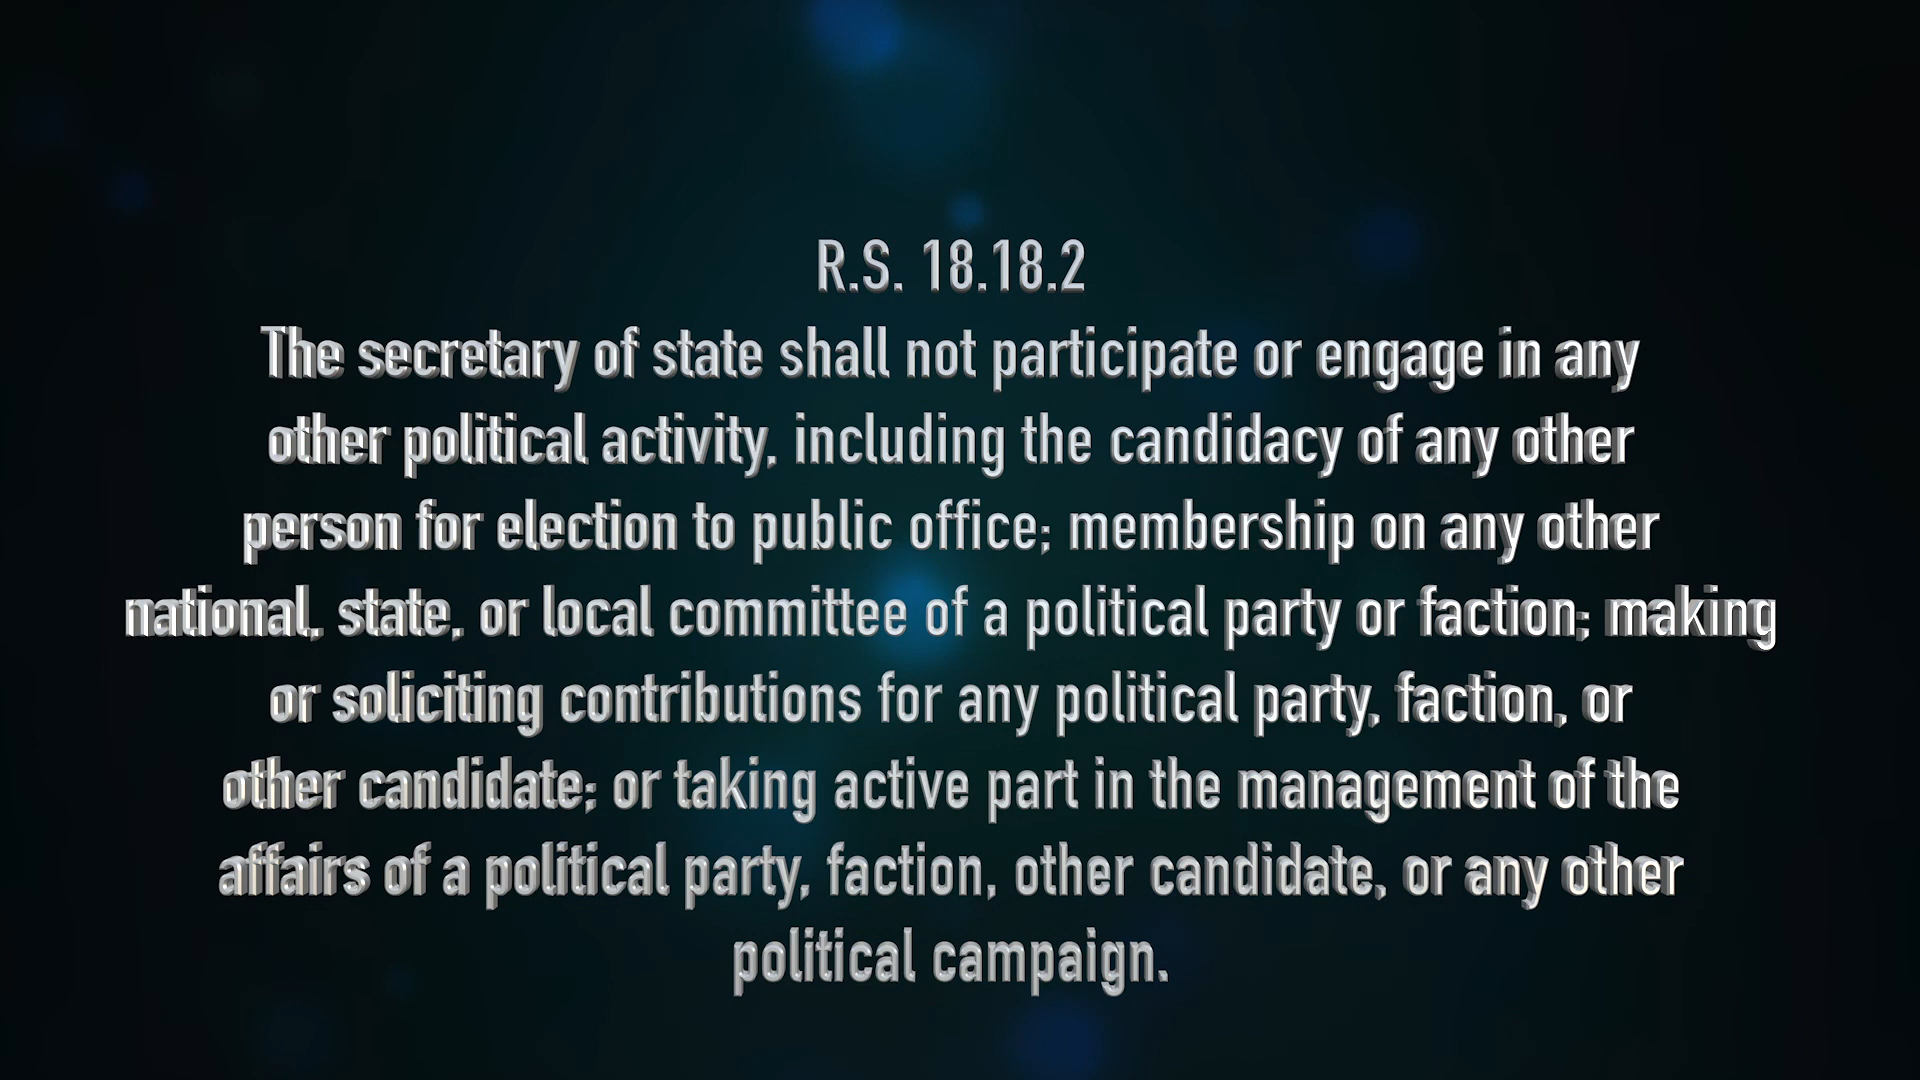 R.S. 18.18.2
The secretary of state shall not participate or engage in any
other political activity, including the candidacy of any other
person for election to public office; membership on any other
national, state, or local committee of a political party or faction; making
or soliciting contributions for any political party, faction, or
other candidate; or taking active part in the management of the
affairs of a political party, faction, other candidate, or any other
political campaign.